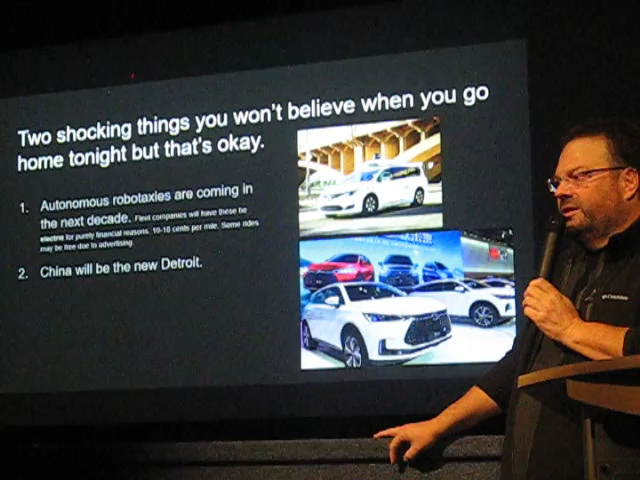 Two shocking things you won't believe when you go
home tonight but that's okay.
1. Autonomous robotaxies are coming in
the next decade. Fleet companies will have these be
electric for purely financial reasons. 10-18 cents per mile. Some rides
may be free due to advertising.
2. China will be the new Detroit.